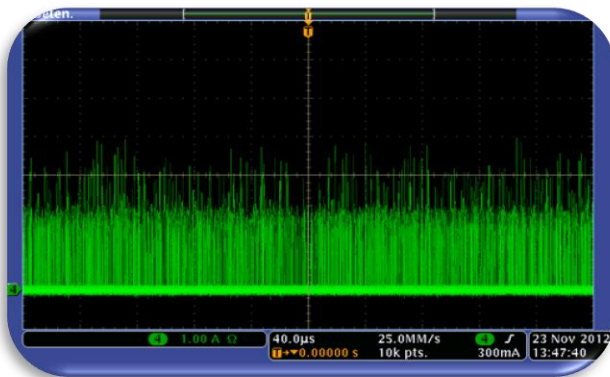 T
T
4
4 1.00 A Ω
40.0µs 25.0MM/s 4 ∫ 23 Nov 2012
T→▾0.00000 s 10k pts. 300mA 13:47:40